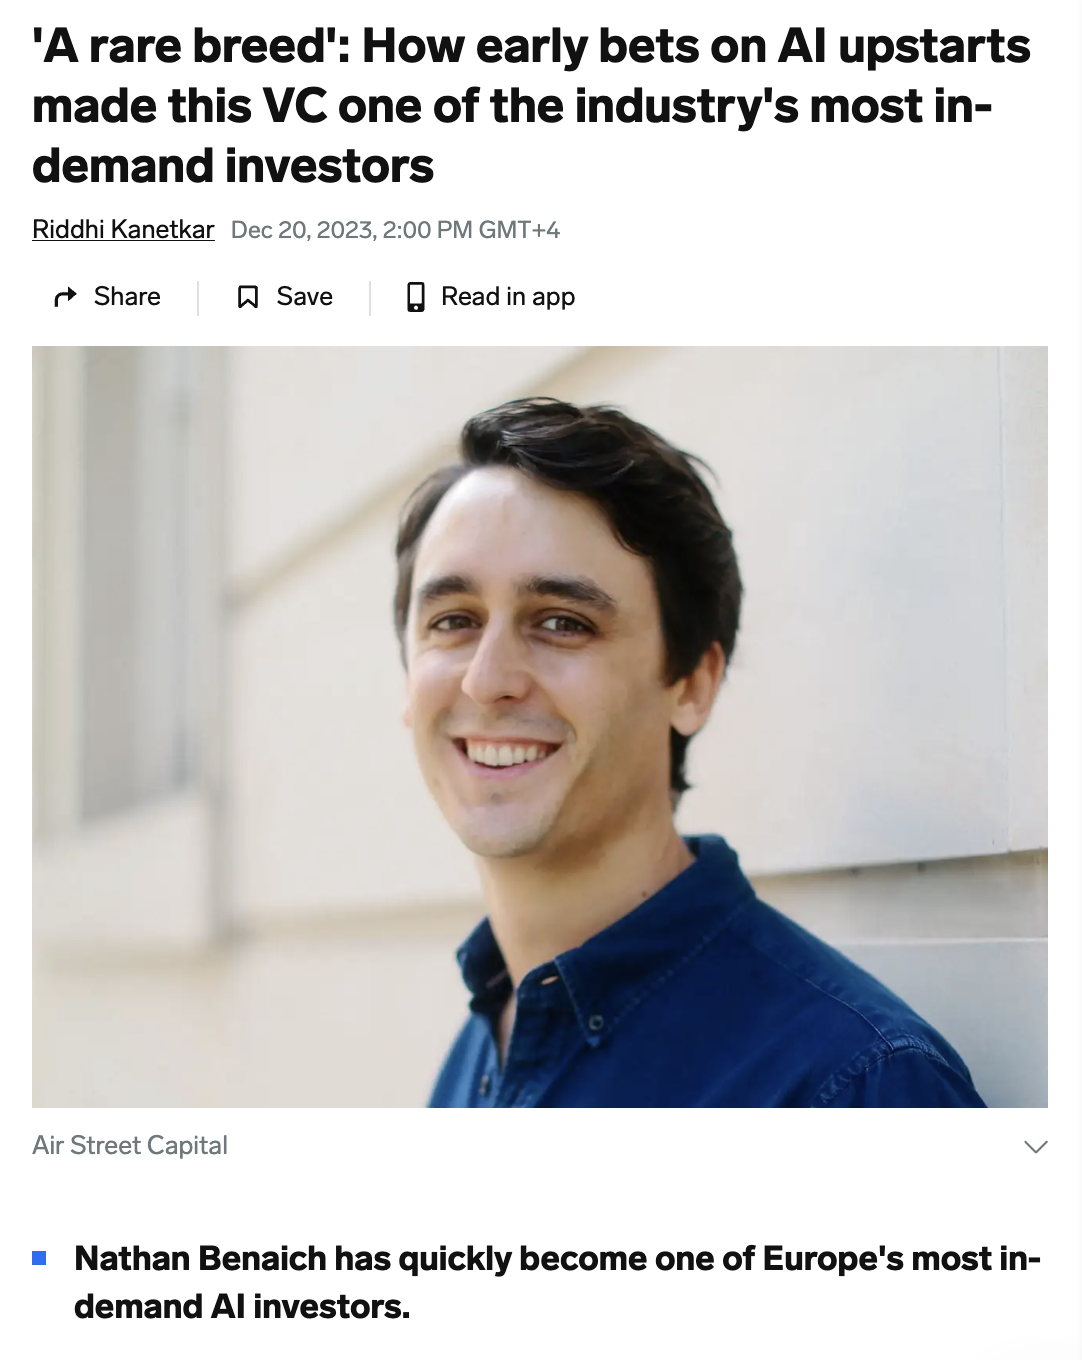 'A rare breed': How early bets on AI upstarts
made this VC one of the industry's most in-
demand investors
Riddhi Kanetkar Dec 20, 2023, 2:00 PM GMT+4
Share Save Read in app
Air Street Capital
Nathan Benaich has quickly become one of Europe's most in-
demand AI investors.